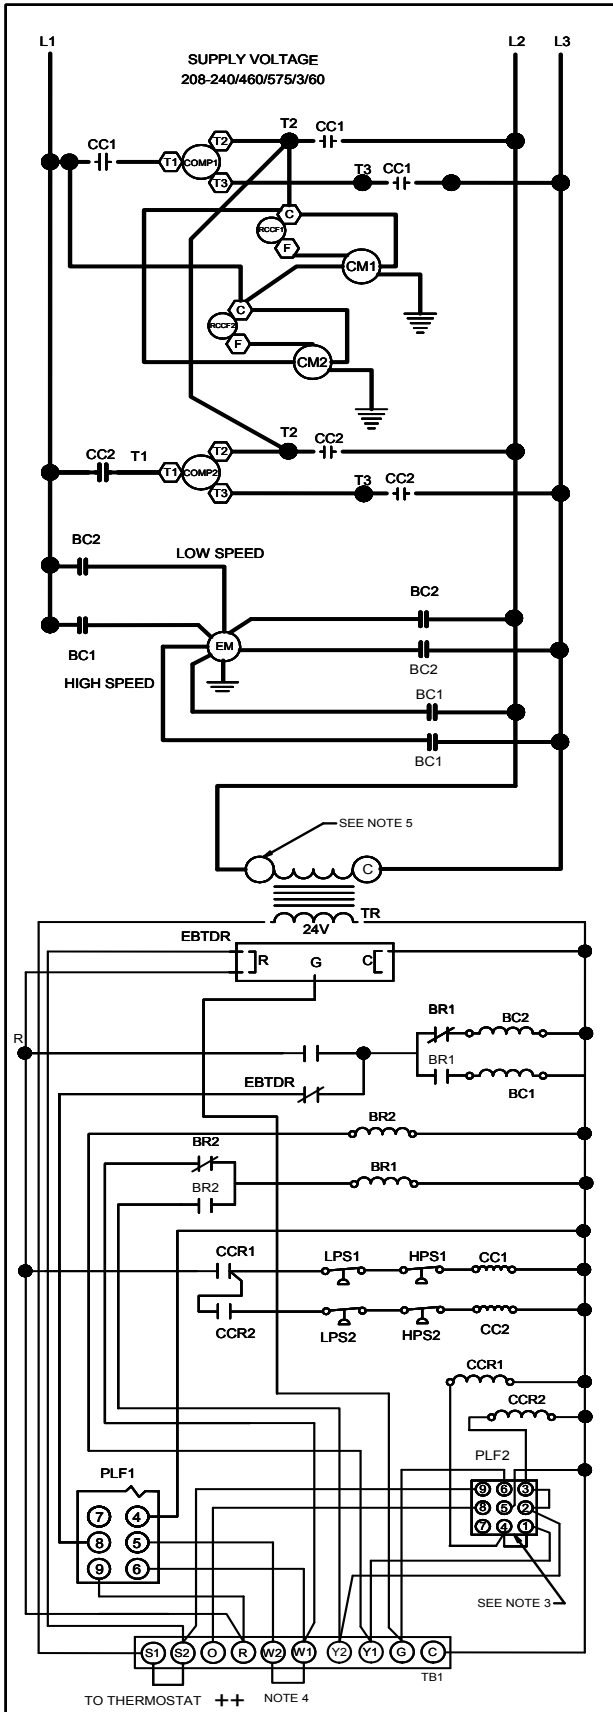 L1
L2
L3
SUPPLY VOLTAGE
208-240/460/575/3/60
T2
CC1
CC1
T2
T1
COMP1
T3
T3
CC1
C
RCCF1
F
CM1
C
RCCF2
F
CM2
T2
CC2
CC2
T1
T2
T1
COMP2
T3
T3
CC2
BC2
LOW SPEED
BC2
EM
BC1
BC2
HIGH SPEED
BC1
BC1
SEE NOTE 5
C
TR
24V
EBTDR
R
G
C
R
BR1
BC2
BR1
BC1
EBTDR
BR2
BR2
BR1
BR2
CCR1
LPS1
HPS1
CC1
CCR2
LPS2
HPS2
CC2
CCR1
CCR2
PLF2
PLF1
9 6 3
7 4
8 5 2
8 5
7 4 1
9 6
SEE NOTE 3
S1 S2 O R W2 W1 Y2 Y1 G C
TB1
TO THERMOSTAT ++ NOTE 4